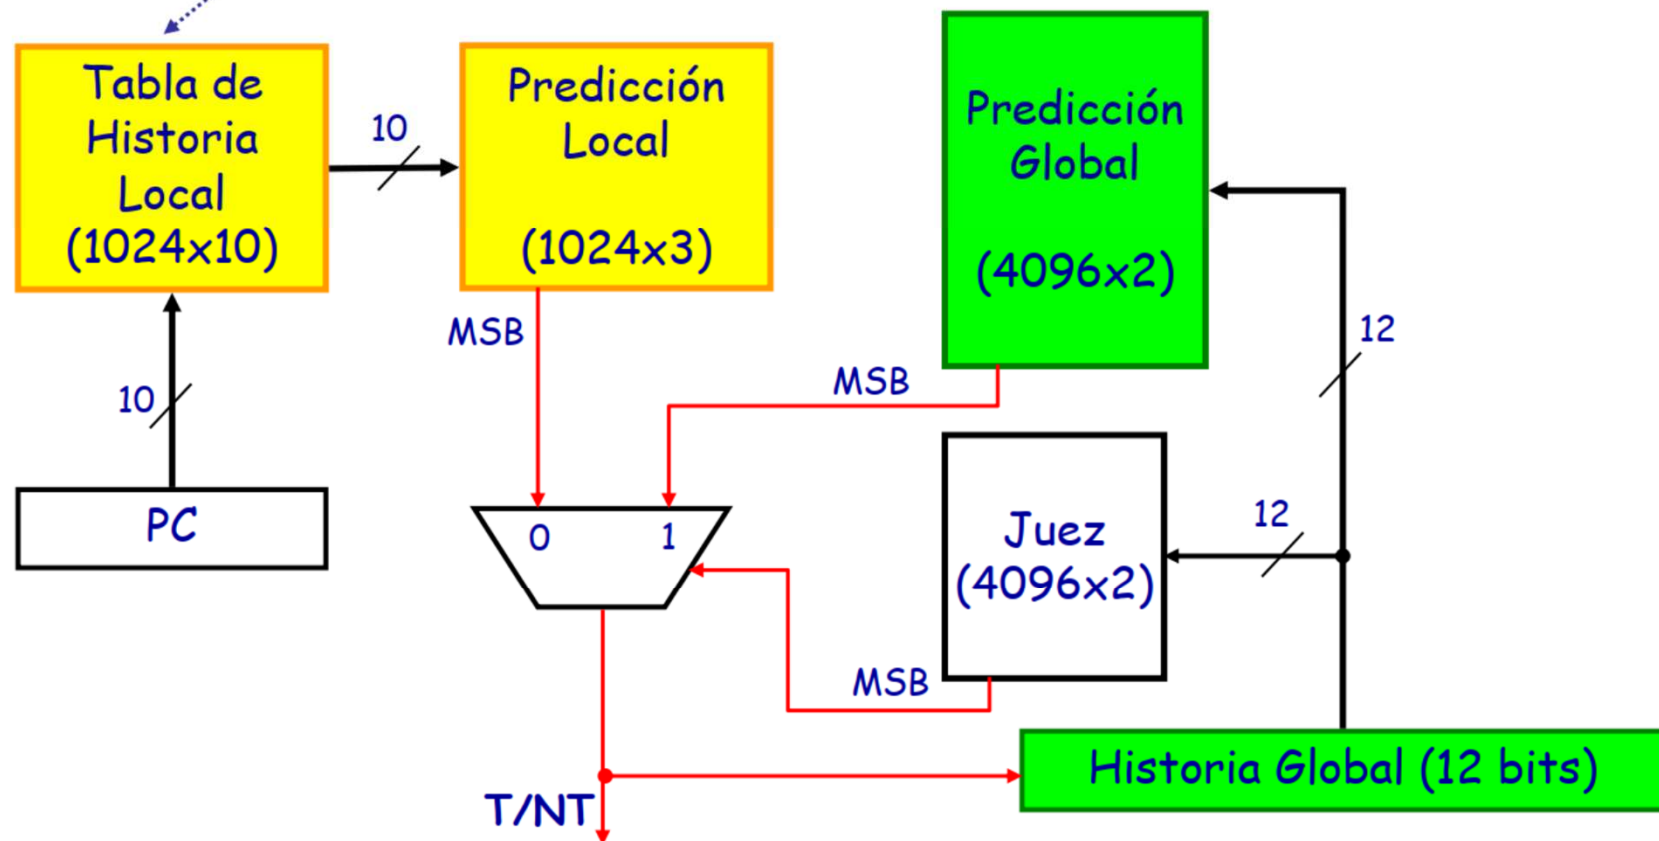 Tabla de
Historia
Local
(1024x10)
10
Predicción
Local
(1024x3)
Predicción
Global
(4096x2)
MSB
MSB
12
10
PC
0
1
Juez
(4096x2)
12
MSB
Historia Global (12 bits)
T/NT